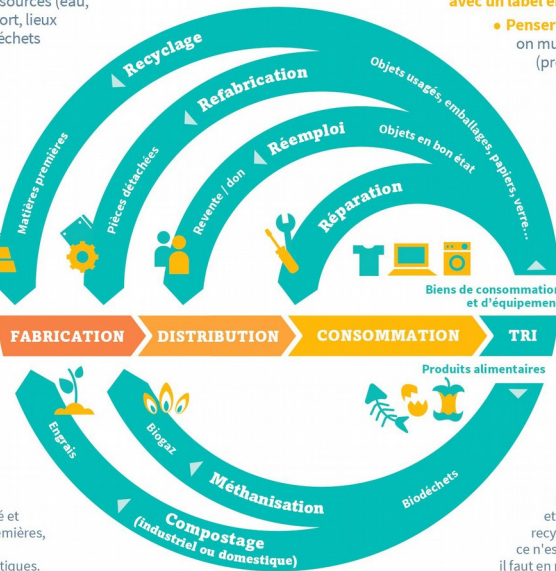 sources (eau,
ort, lieux
échets
avec un label e
• Penser
on mu
(pr
Recyclage
Refabrication
Réemploi
Réparation
Objets usagés, emballages, papiers, verre...
Objets en bon état
Matières premières
Pièces détachées
Revente / don
Biens de consommation
et d'équipemen
FABRICATION
DISTRIBUTION
CONSOMMATION
TRI
Produits alimentaires
Engrais
Biogaz
Méthanisation
Biodéchets
Compostage
(industriel ou domestique)
é et
emières,
tiques.
et
recy
ce n'es
il faut en